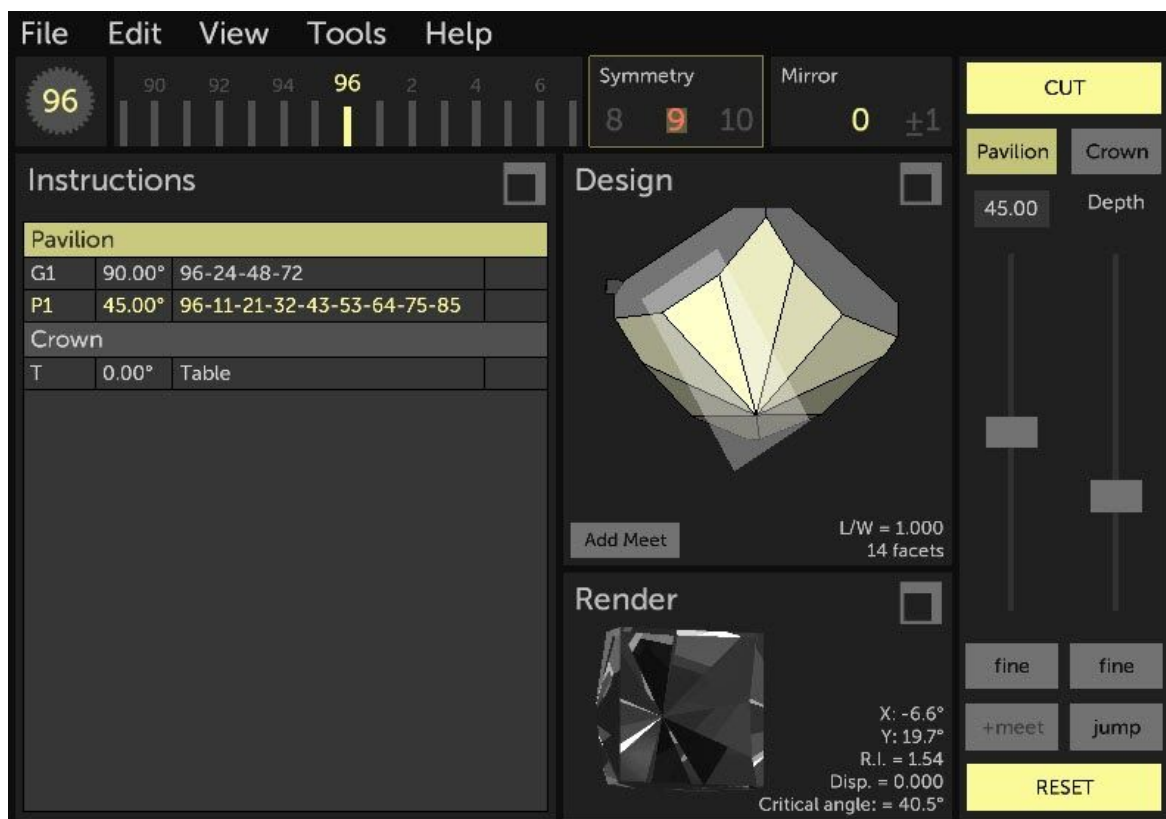 File Edit View Tools Help
96
90 92 94 96 2 4 6
Symmetry
8 9 10
Mirror
0 ±1
CUT
Pavilion Crown
45.00 Depth
Instructions
Pavilion
G1 90.00° 96-24-48-72
P1 45.00° 96-11-21-32-43-53-64-75-85
Crown
T 0.00° Table
Design
Add Meet
L/W = 1.000
14 facets
Render
X: -6.6°
Y: 19.7°
R.I. = 1.54
Disp. = 0.000
Critical angle: = 40.5°
fine fine
+meet jump
RESET